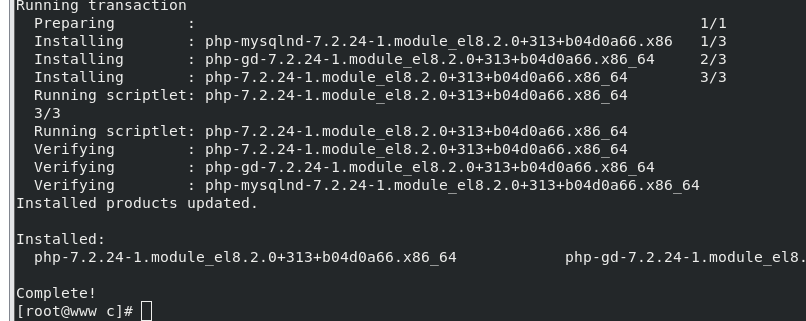 Running transaction
  Preparing        :                                                         1/1
  Installing       : php-mysqlnd-7.2.24-1.module_el8.2.0+313+b04d0a66.x86   1/3
  Installing       : php-gd-7.2.24-1.module_el8.2.0+313+b04d0a66.x86_64     2/3
  Installing       : php-7.2.24-1.module_el8.2.0+313+b04d0a66.x86_64        3/3
  Running scriptlet: php-7.2.24-1.module_el8.2.0+313+b04d0a66.x86_64
  3/3
  Running scriptlet: php-7.2.24-1.module_el8.2.0+313+b04d0a66.x86_64
  Verifying        : php-7.2.24-1.module_el8.2.0+313+b04d0a66.x86_64
  Verifying        : php-gd-7.2.24-1.module_el8.2.0+313+b04d0a66.x86_64
  Verifying        : php-mysqlnd-7.2.24-1.module_el8.2.0+313+b04d0a66.x86_64
Installed products updated.

Installed:
  php-7.2.24-1.module_el8.2.0+313+b04d0a66.x86_64            php-gd-7.2.24-1.module_el8.

Complete!
[root@www c]#